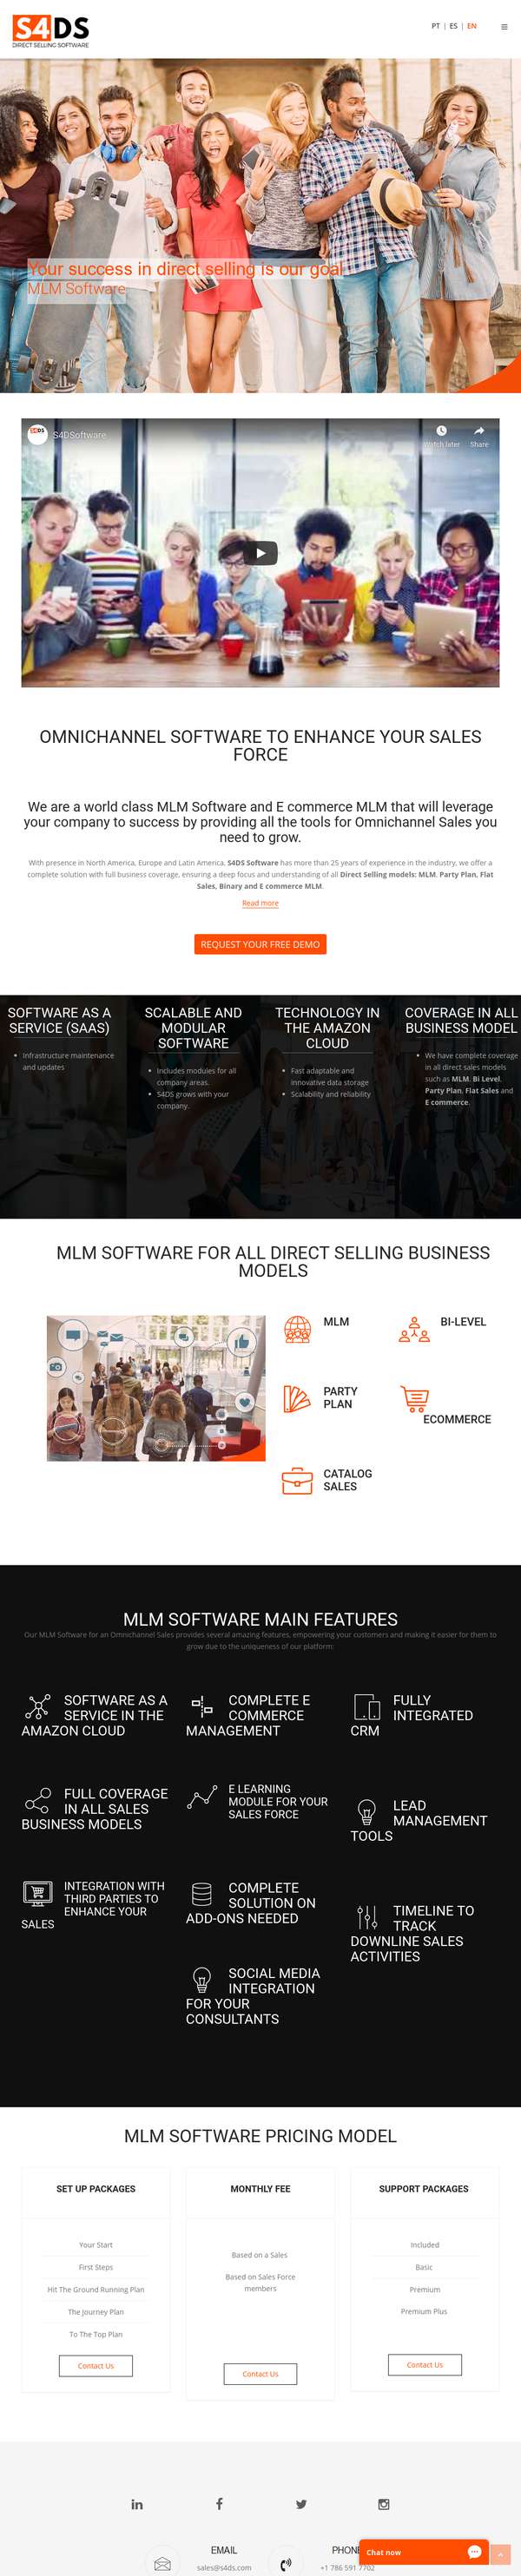 S4DS
DIRECT SELLING SOFTWARE
PT | ES | EN
Your success in direct selling is our goal
MLM Software
S4DS
S4DSoftware
Watch later
Share
OMNICHANNEL SOFTWARE TO ENHANCE YOUR SALES
FORCE
We are a world class MLM Software and E commerce MLM that will leverage
your company to success by providing all the tools for Omnichannel Sales you
need to grow.
With presence in North America, Europe and Latin America, S4DS Software has more than 25 years of experience in the industry, we offer a
complete solution with full business coverage, ensuring a deep focus and understanding of all Direct Selling models: MLM, Party Plan, Flat
Sales, Binary and E commerce MLM.
Read more
REQUEST YOUR FREE DEMO
SOFTWARE AS A
SERVICE (SAAS)
Infrastructure maintenance
and updates
SCALABLE AND
MODULAR
SOFTWARE
Includes modules for all
company areas.
S4DS grows with your
company.
TECHNOLOGY IN
THE AMAZON
CLOUD
Fast adaptable and
innovative data storage
Scalability and reliability
COVERAGE IN ALL
BUSINESS MODEL
We have complete coverage
in all direct sales models
such as MLM, Bi Level,
Party Plan, Flat Sales and
E commerce.
MLM SOFTWARE FOR ALL DIRECT SELLING BUSINESS
MODELS
MLM
BI-LEVEL
PARTY
PLAN
ECOMMERCE
CATALOG
SALES
MLM SOFTWARE MAIN FEATURES
Our MLM Software for an Omnichannel Sales provides several amazing features, empowering your customers and making it easier for them to
grow due to the uniqueness of our platform:
SOFTWARE AS A
SERVICE IN THE
AMAZON CLOUD
COMPLETE E
COMMERCE
MANAGEMENT
FULLY
INTEGRATED
CRM
FULL COVERAGE
IN ALL SALES
BUSINESS MODELS
E LEARNING
MODULE FOR YOUR
SALES FORCE
LEAD
MANAGEMENT
TOOLS
INTEGRATION WITH
THIRD PARTIES TO
ENHANCE YOUR
SALES
COMPLETE
SOLUTION ON
ADD-ONS NEEDED
TIMELINE TO
TRACK
DOWNLINE SALES
ACTIVITIES
SOCIAL MEDIA
INTEGRATION
FOR YOUR
CONSULTANTS
MLM SOFTWARE PRICING MODEL
SET UP PACKAGES
Your Start
First Steps
Hit The Ground Running Plan
The Journey Plan
To The Top Plan
Contact Us
MONTHLY FEE
Based on a Sales
Based on Sales Force
members
Contact Us
SUPPORT PACKAGES
Included
Basic
Premium
Premium Plus
Contact Us
EMAIL
sales@s4ds.com
PHONE
+1 786 591 7702
Chat now